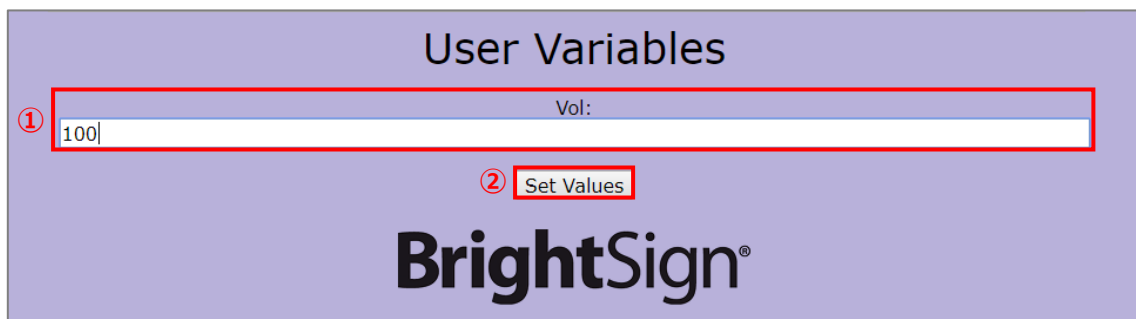 User Variables
Vol:
① 100
② Set Values
BrightSign®